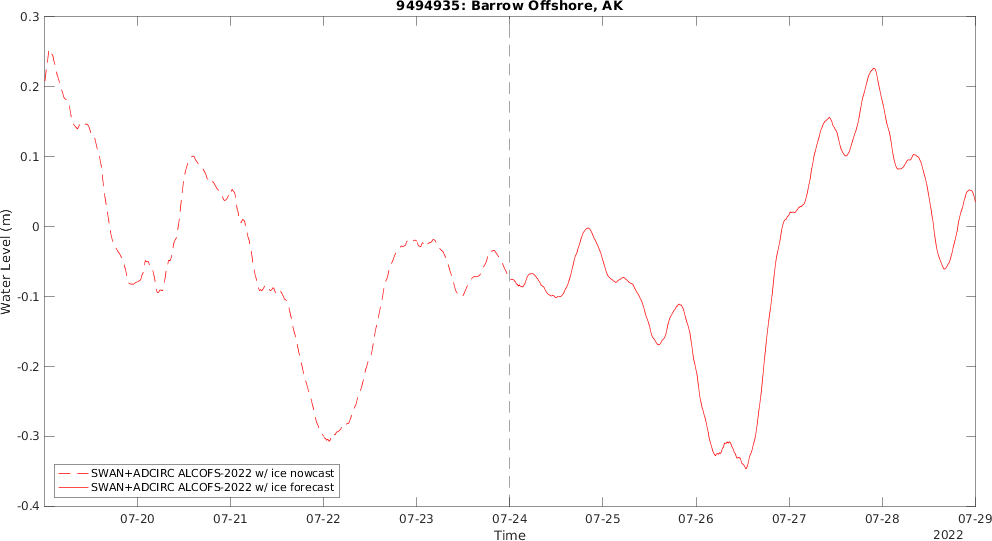 9494935: Barrow Offshore, AK
0.3
0.2
0.1
0
-0.1
-0.2
-0.3
-0.4
Water Level (m)
SWAN+ADCIRC ALCOFS-2022 w/ ice nowcast
SWAN+ADCIRC ALCOFS-2022 w/ ice forecast
07-20 07-21 07-22 07-23 07-24 07-25 07-26 07-27 07-28 07-29
Time
2022